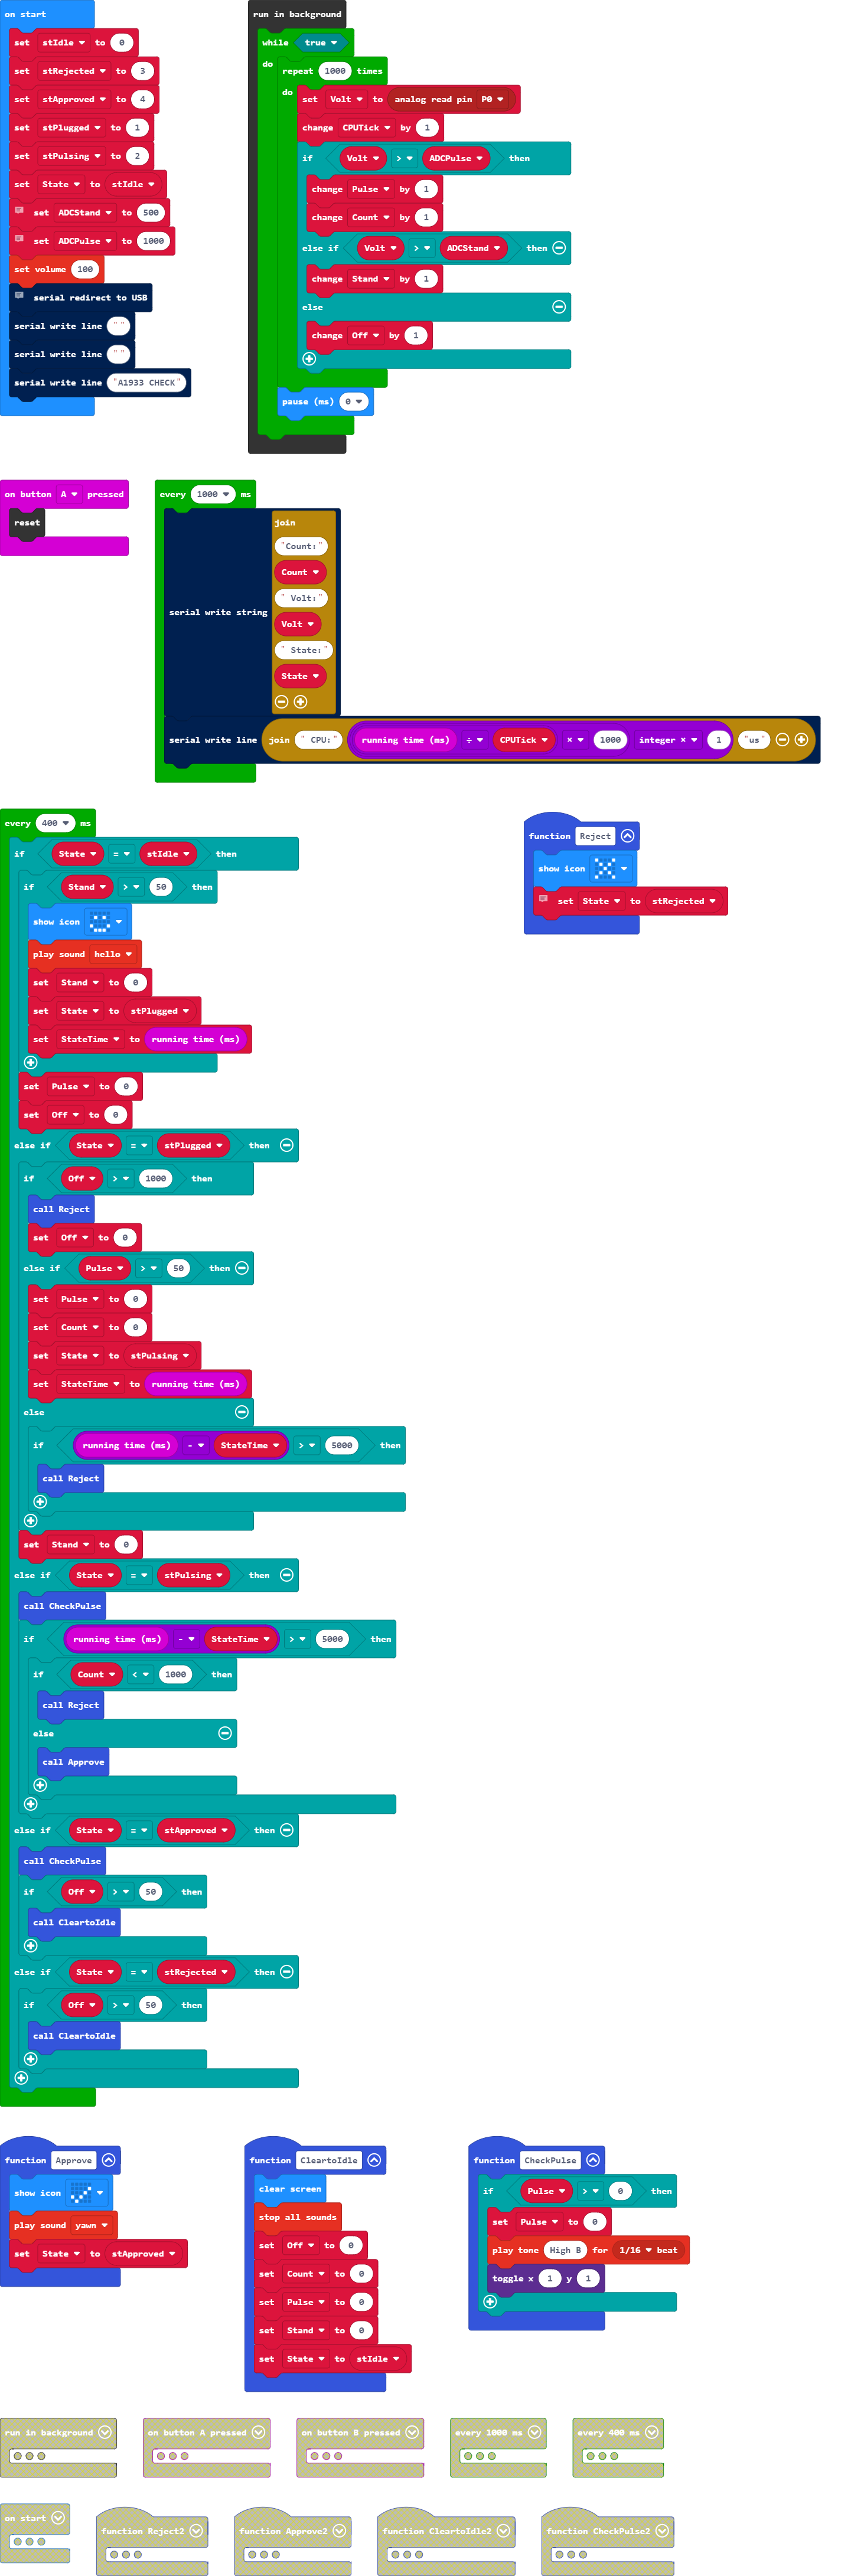 on start
set stIdle to 0
set stRejected to 3
set stApproved to 4
set stPlugged to 1
set stPulsing to 2
set State to stIdle
set ADCStand to 500
set ADCPulse to 1000
set volume 100
serial redirect to USB
serial write line " "
serial write line " "
serial write line "A1933 CHECK"
run in background
while true
do
repeat 1000 times
do
set Volt to analog read pin P0
change CPUTick by 1
if Volt > ADCPulse then
change Pulse by 1
change Count by 1
else if Volt > ADCStand then
change Stand by 1
else
change Off by 1
pause (ms) 0
on button A pressed
reset
every 1000 ms
serial write string
join
"Count:"
Count
" Volt:"
Volt
" State:"
State
serial write line join " CPU:" running time (ms) ÷ CPUTick × 1000 integer × 1 "us"
every 400 ms
if State = stIdle then
if Stand > 50 then
show icon
play sound hello
set Stand to 0
set State to stPlugged
set StateTime to running time (ms)
set Pulse to 0
set Off to 0
else if State = stPlugged then
if Off > 1000 then
call Reject
set Off to 0
else if Pulse > 50 then
set Pulse to 0
set Count to 0
set State to stPulsing
set StateTime to running time (ms)
else
if running time (ms) - StateTime > 5000 then
call Reject
set Stand to 0
else if State = stPulsing then
call CheckPulse
if running time (ms) - StateTime > 5000 then
if Count < 1000 then
call Reject
else
call Approve
else if State = stApproved then
call CheckPulse
if Off > 50 then
call CleartoIdle
else if State = stRejected then
if Off > 50 then
call CleartoIdle
function Reject
show icon
set State to stRejected
function Approve
show icon
play sound yawn
set State to stApproved
function CleartoIdle
clear screen
stop all sounds
set Off to 0
set Count to 0
set Pulse to 0
set Stand to 0
set State to stIdle
function CheckPulse
if Pulse > 0 then
set Pulse to 0
play tone High B for 1/16 beat
toggle x 1 y 1
run in background
on button A pressed
on button B pressed
every 1000 ms
every 400 ms
on start
function Reject2
function Approve2
function CleartoIdle2
function CheckPulse2